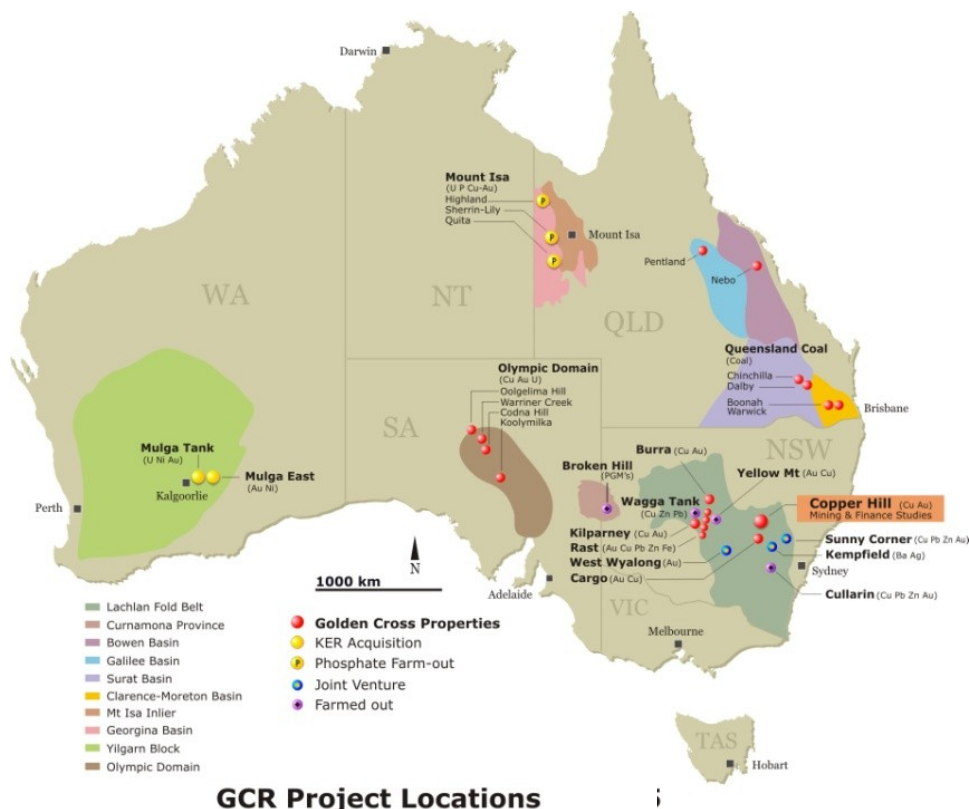 Darwin
Mount Isa
(U P Cu-Au)
Highland
Sherrin-Lily
Quita
Mount Isa
Pentland
Nebo
WA
NT
QLD
Queensland Coal
(Coal)
Chinchilla
Dalby
Boonah
Warwick
Brisbane
Olympic Domain
(Cu Au U)
Oolgelima Hill
Warriner Creek
Codna Hill
Koolymilka
SA
NSW
Mulga Tank
(U Ni Au)
Kalgoorlie
Mulga East
(Au Ni)
Perth
Burra (Cu Au)
Broken Hill
(PGM's)
Yellow Mt (Au Cu)
Wagga Tank
(Cu Zn Pb)
Copper Hill (Cu Au)
Mining & Finance Studies
Kilparney (Cu Au)
Rast (Au Cu Pb Zn Fe)
West Wyalong (Au)
Cargo (Au Cu)
Sunny Corner (Cu Pb Zn Au)
Kempfield (Ba Ag)
Sydney
Cullarin (Cu Pb Zn Au)
N
1000 km
Adelaide
VIC
Melbourne
TAS
Hobart
Lachlan Fold Belt
Curnamona Province
Bowen Basin
Galilee Basin
Surat Basin
Clarence-Moreton Basin
Mt Isa Inlier
Georgina Basin
Yilgarn Block
Olympic Domain
Golden Cross Properties
KER Acquisition
Phosphate Farm-out
P
Joint Venture
Farmed out
P
P
P
GCR Project Locations